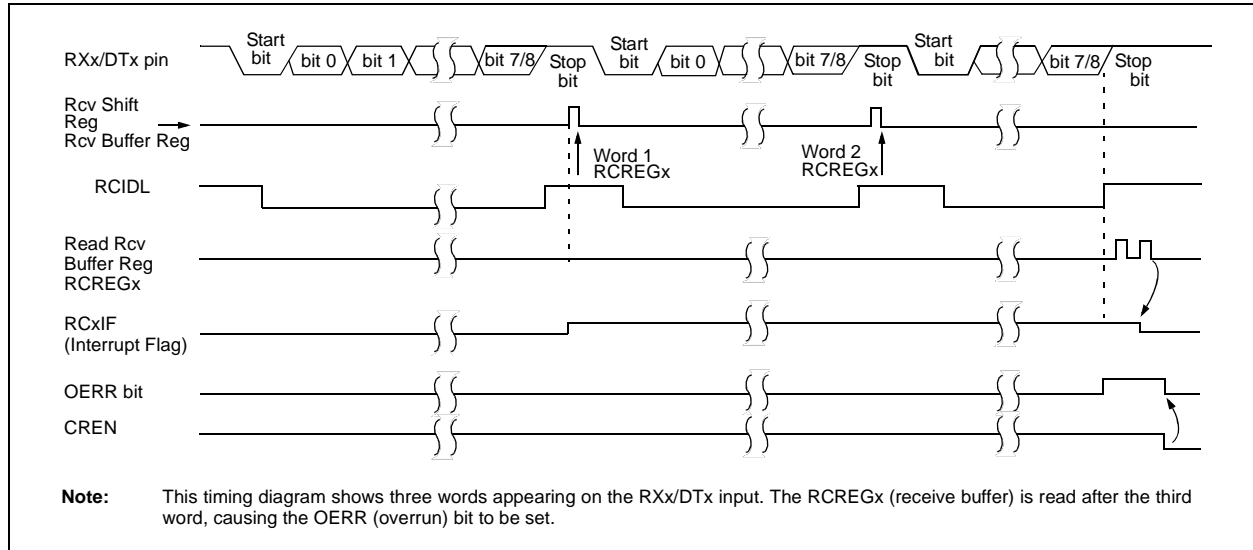 RXx/DTx pin
Start
bit
bit 0
bit 1
bit 7/8
Stop
bit
Start
bit
bit 0
bit 7/8
Stop
bit
Start
bit
bit 7/8
Stop
bit
Rcv Shift
Reg
Rcv Buffer Reg
Word 1
RCREGx
Word 2
RCREGx
RCIDL
Read Rcv
Buffer Reg
RCREGx
RCxIF
(Interrupt Flag)
OERR bit
CREN
Note: This timing diagram shows three words appearing on the RXx/DTx input. The RCREGx (receive buffer) is read after the third
word, causing the OERR (overrun) bit to be set.